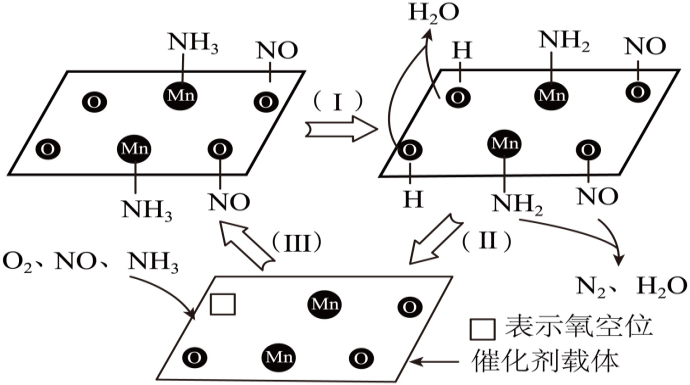 H₂O
NH₃ NO
H NH₂ NO
O Mn O
O Mn O
(Ⅰ)
O Mn O
O Mn O
NH₃ NO
H NH₂ NO
(Ⅲ) (Ⅱ)
O₂、NO、NH₃
N₂、H₂O
Mn O
O Mn O
表示氧空位
催化剂载体